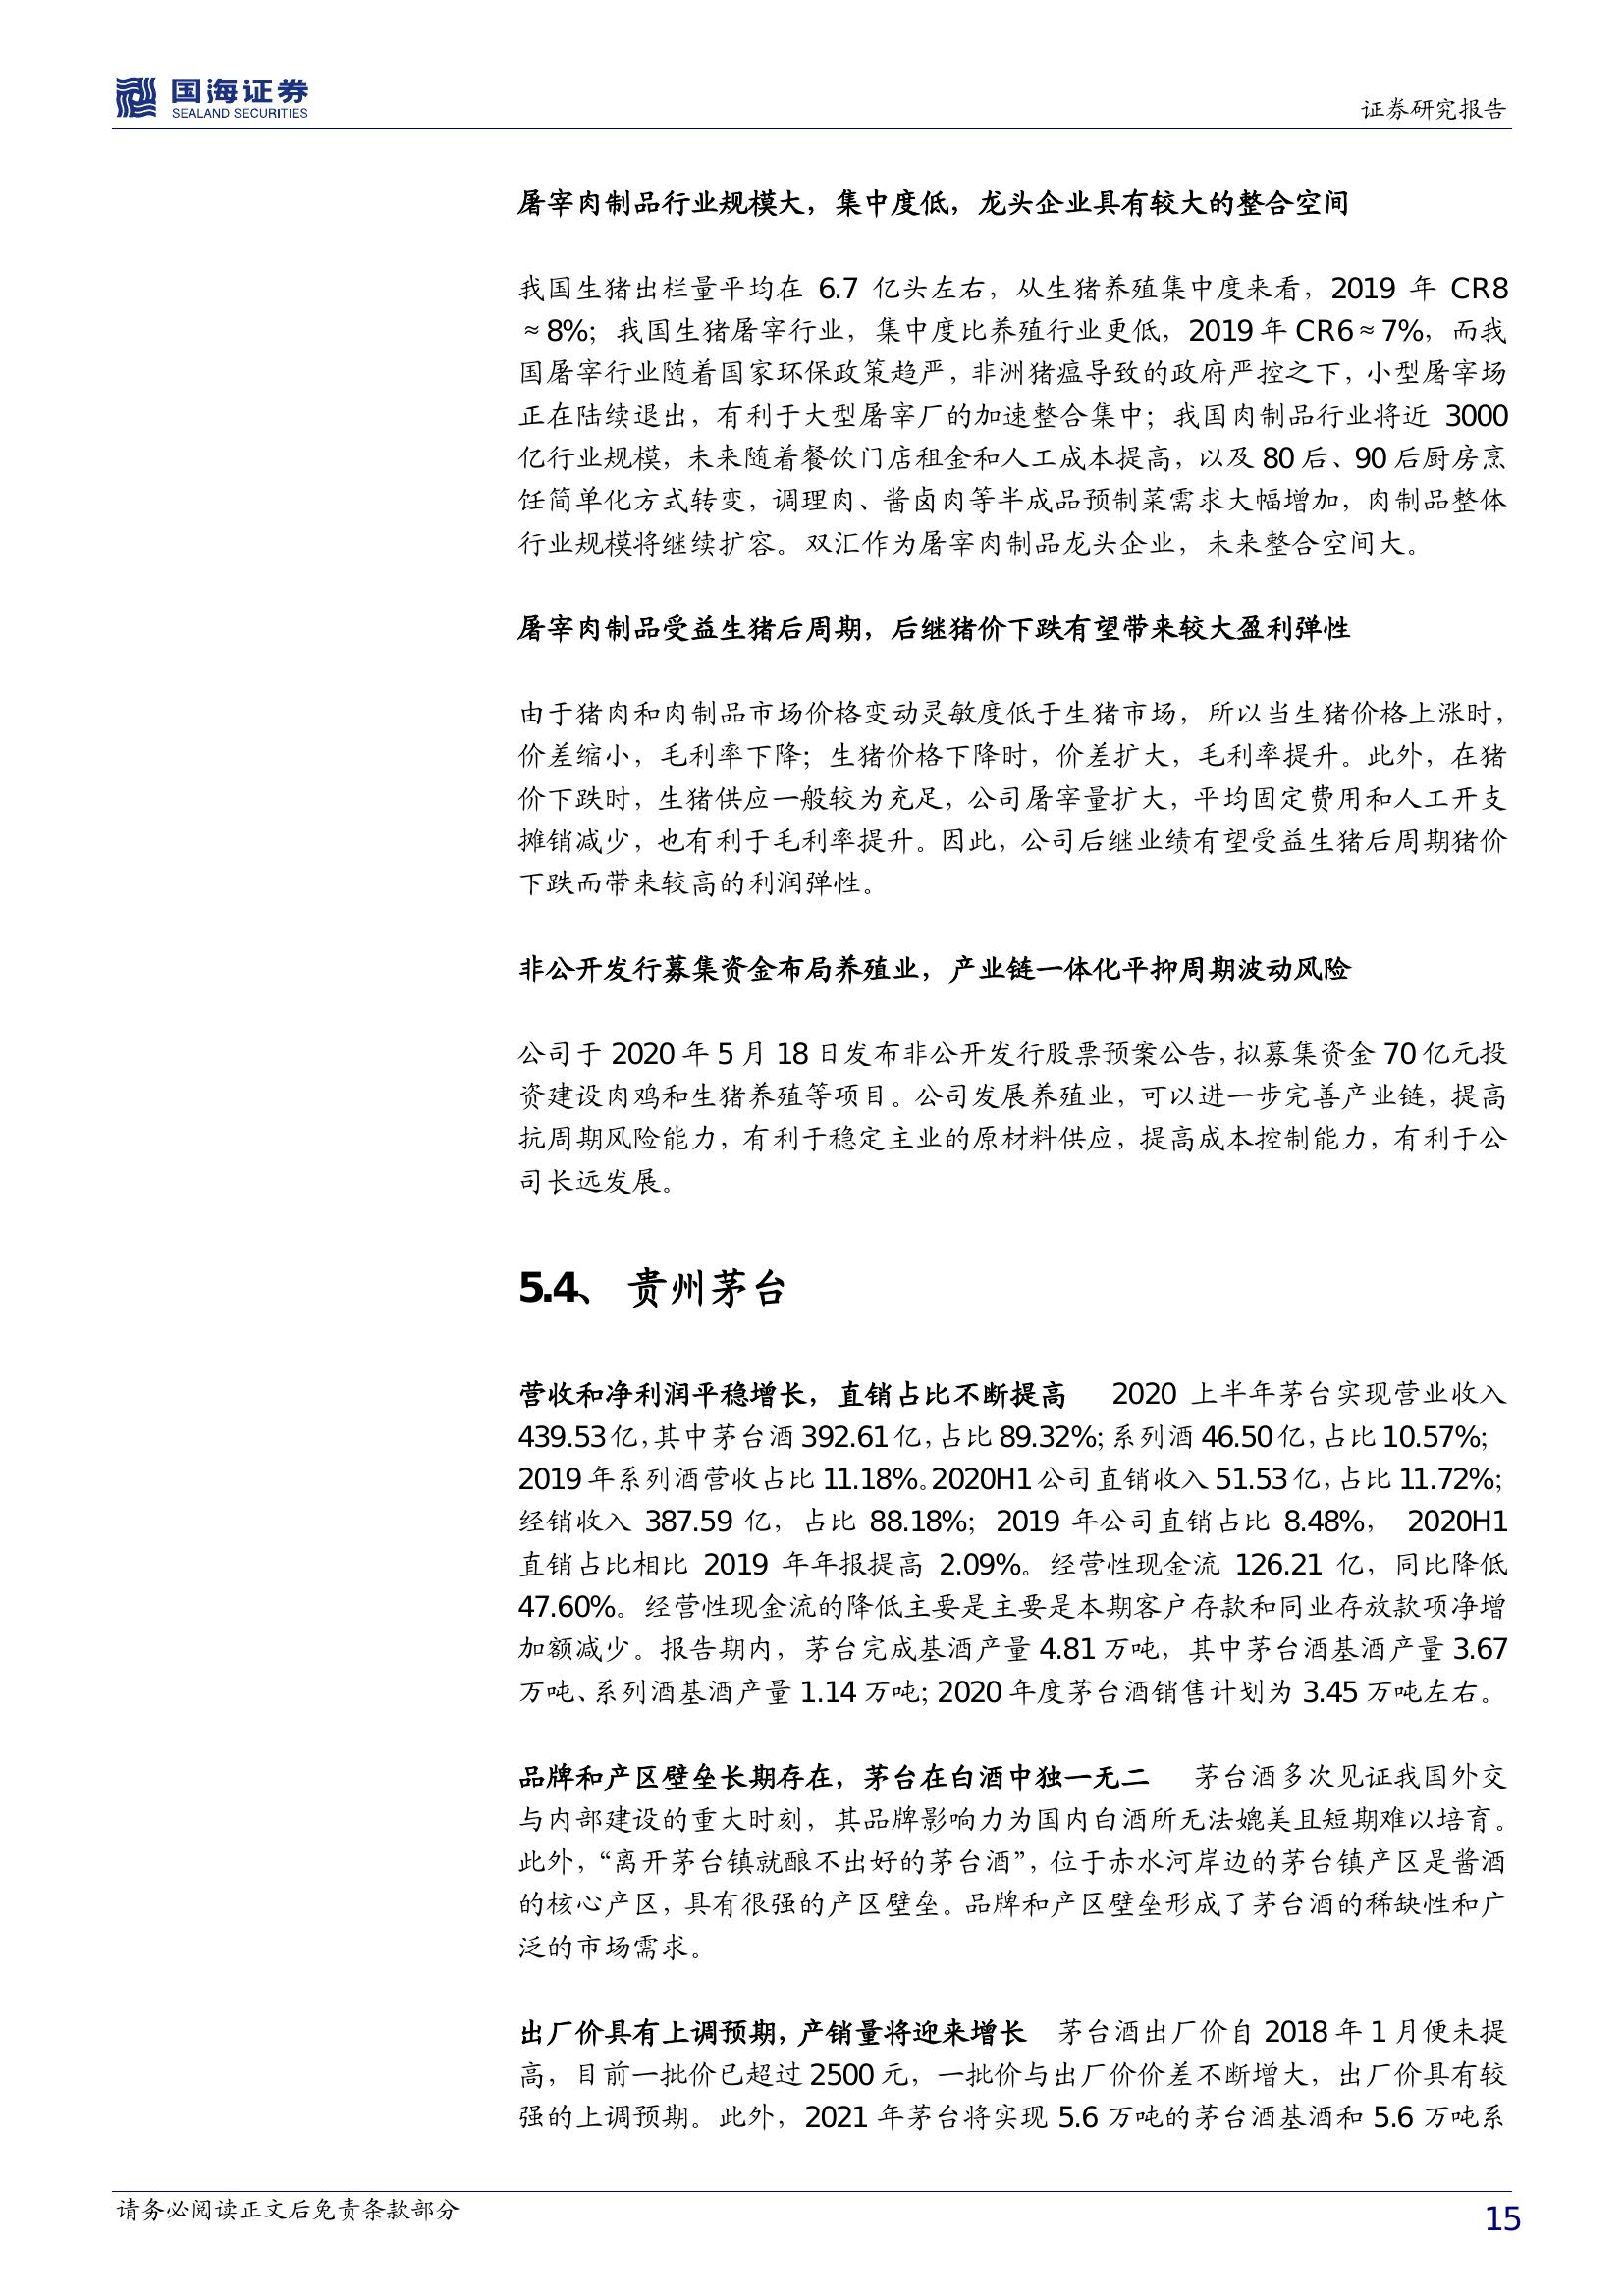 国海证券
SEALAND SECURITIES
证券研究报告
屠宰肉制品行业规模大，集中度低，龙头企业具有较大的整合空间
我国生猪出栏量平均在 6.7 亿头左右，从生猪养殖集中度来看，2019 年 CR8
≈8%；我国生猪屠宰行业，集中度比养殖行业更低，2019 年 CR6≈7%，而我
国屠宰行业随着国家环保政策趋严，非洲猪瘟导致的政府严控之下，小型屠宰场
正在陆续退出，有利于大型屠宰厂的加速整合集中；我国肉制品行业将近 3000
亿行业规模，未来随着餐饮门店租金和人工成本提高，以及 80 后、90 后厨房烹
饪简单化方式转变，调理肉、酱卤肉等半成品预制菜需求大幅增加，肉制品整体
行业规模将继续扩容。双汇作为屠宰肉制品龙头企业，未来整合空间大。
屠宰肉制品受益生猪后周期，后继猪价下跌有望带来较大盈利弹性
由于猪肉和肉制品市场价格变动灵敏度低于生猪市场，所以当生猪价格上涨时，
价差缩小，毛利率下降；生猪价格下降时，价差扩大，毛利率提升。此外，在猪
价下跌时，生猪供应一般较为充足，公司屠宰量扩大，平均固定费用和人工开支
摊销减少，也有利于毛利率提升。因此，公司后继业绩有望受益生猪后周期猪价
下跌而带来较高的利润弹性。
非公开发行募集资金布局养殖业，产业链一体化平抑周期波动风险
公司于 2020 年 5 月 18 日发布非公开发行股票预案公告，拟募集资金 70 亿元投
资建设肉鸡和生猪养殖等项目。公司发展养殖业，可以进一步完善产业链，提高
抗周期风险能力，有利于稳定主业的原材料供应，提高成本控制能力，有利于公
司长远发展。
5.4、 贵州茅台
营收和净利润平稳增长，直销占比不断提高 2020 上半年茅台实现营业收入
439.53 亿，其中茅台酒 392.61 亿，占比 89.32%；系列酒 46.50 亿，占比 10.57%；
2019 年系列酒营收占比 11.18%。2020H1 公司直销收入 51.53 亿，占比 11.72%；
经销收入 387.59 亿，占比 88.18%；2019 年公司直销占比 8.48%， 2020H1
直销占比相比 2019 年年报提高 2.09%。经营性现金流 126.21 亿，同比降低
47.60%。经营性现金流的降低主要是主要是本期客户存款和同业存放款项净增
加额减少。报告期内，茅台完成基酒产量 4.81 万吨，其中茅台酒基酒产量 3.67
万吨、系列酒基酒产量 1.14 万吨；2020 年度茅台酒销售计划为 3.45 万吨左右。
品牌和产区壁垒长期存在，茅台在白酒中独一无二 茅台酒多次见证我国外交
与内部建设的重大时刻，其品牌影响力为国内白酒所无法媲美且短期难以培育。
此外，“离开茅台镇就酿不出好的茅台酒”，位于赤水河岸边的茅台镇产区是酱酒
的核心产区，具有很强的产区壁垒。品牌和产区壁垒形成了茅台酒的稀缺性和广
泛的市场需求。
出厂价具有上调预期，产销量将迎来增长 茅台酒出厂价自 2018 年 1 月便未提
高，目前一批价已超过 2500 元，一批价与出厂价价差不断增大，出厂价具有较
强的上调预期。此外，2021 年茅台将实现 5.6 万吨的茅台酒基酒和 5.6 万吨系
请务必阅读正文后免责条款部分
15